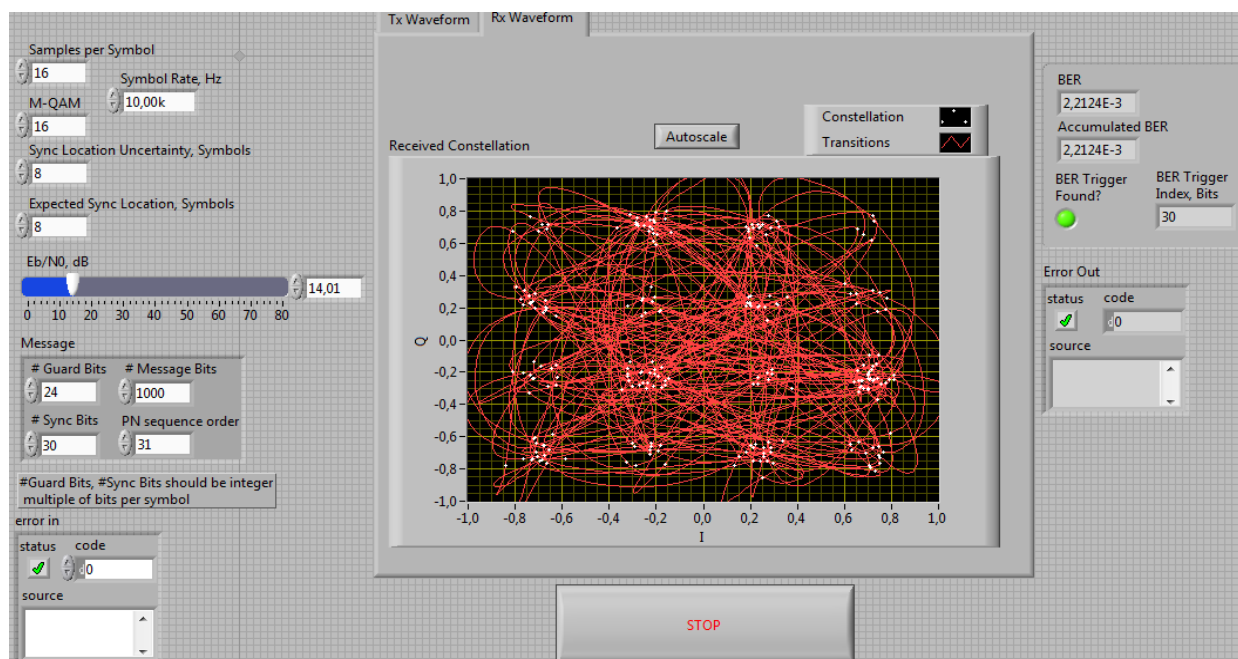 Tx Waveform Rx Waveform
Samples per Symbol
16
Symbol Rate, Hz
10,00k
M-QAM
16
Sync Location Uncertainty, Symbols
8
Expected Sync Location, Symbols
8
Eb/N0, dB
14,01
0 10 20 30 40 50 60 70 80
Message
# Guard Bits # Message Bits
24 1000
# Sync Bits PN sequence order
30 31
#Guard Bits, #Sync Bits should be integer
multiple of bits per symbol
error in
status code
d0
source
Constellation
Transitions
Autoscale
Received Constellation
1,0
0,8
0,6
0,4
0,2
0,0
-0,2
-0,4
-0,6
-0,8
-1,0
Q
-1,0 -0,8 -0,6 -0,4 -0,2 0,0 0,2 0,4 0,6 0,8 1,0
I
STOP
BER
2,2124E-3
Accumulated BER
2,2124E-3
BER Trigger
Found?
BER Trigger
Index, Bits
30
Error Out
status code
d0
source